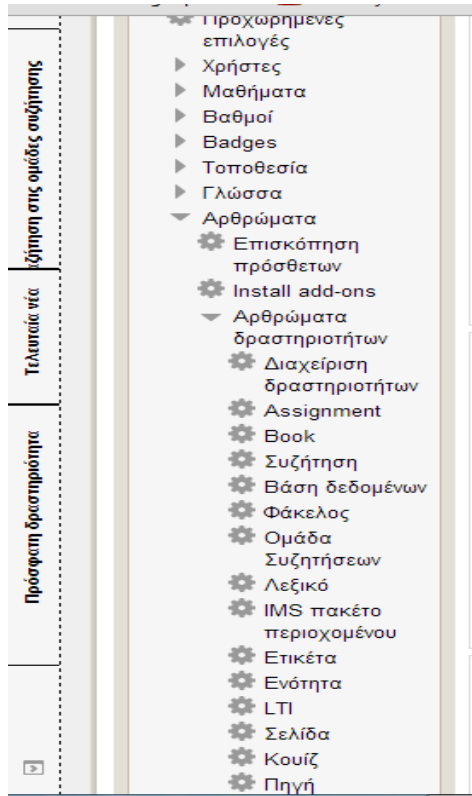 Προχωρημένες
επιλογές
Χρήστες
Μαθήματα
Βαθμοί
Badges
Τοποθεσία
Γλώσσα
Αρθρώματα
Επισκόπηση
πρόσθετων
Install add-ons
Αρθρώματα
δραστηριοτήτων
Διαχείριση
δραστηριοτήτων
Assignment
Book
Συζήτηση
Βάση δεδομένων
Φάκελος
Ομάδα
Συζητήσεων
Λεξικό
IMS πακέτο
περιοχομένου
Ετικέτα
Ενότητα
LTI
Σελίδα
Κουίζ
Πηγή
στις ομάδες συζήτησης
Τελευταία νέα
Πρόσφατη δραστηριότητα